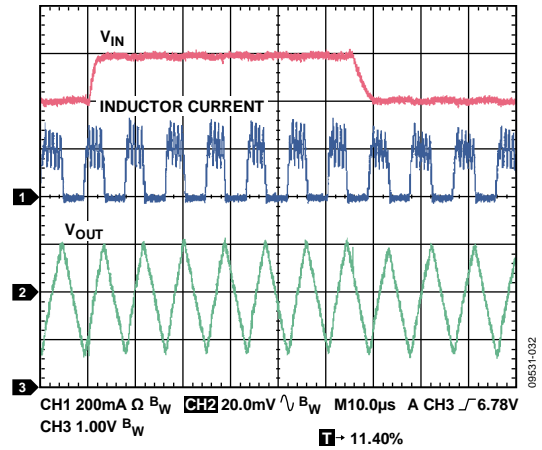 VIN
INDUCTOR CURRENT
1
VOUT
2
3
CH1 200mA Ω BW CH2 20.0mV ∿ BW M10.0µs A CH3 6.78V
CH3 1.00V BW
T → 11.40%
09531-032